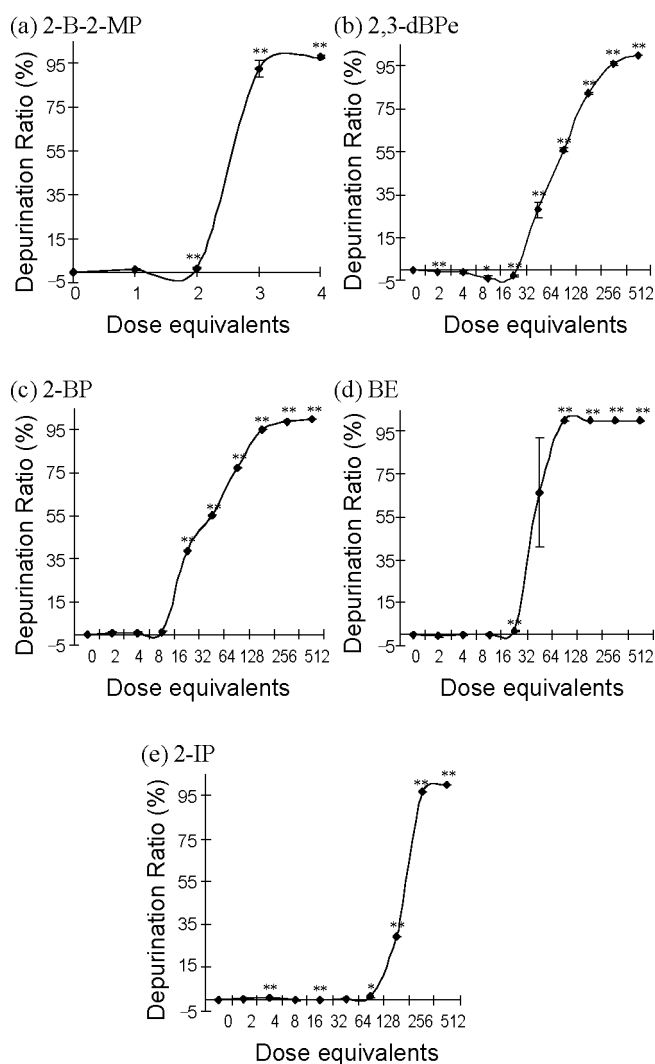 (a) 2-B-2-MP
Depurination Ratio (%)
95
75
55
35
15
–5
** **
**
0 1 2 3 4
Dose equivalents
(b) 2,3-dBPe
Depurination Ratio (%)
95
75
55
35
15
–5
** * ** ** ** ** ** **
0 2 4 8 16 32 64 128 256 512
Dose equivalents
(c) 2-BP
Depurination Ratio (%)
95
75
55
35
15
–5
** ** ** ** ** **
0 2 4 8 16 32 64 128 256 512
Dose equivalents
(d) BE
Depurination Ratio (%)
95
75
55
35
15
–5
** ** ** ** **
0 2 4 8 16 32 64 128 256 512
Dose equivalents
(e) 2-IP
Depurination Ratio (%)
95
75
55
35
15
–5
** ** * ** ** **
0 2 4 8 16 32 64 128 256 512
Dose equivalents